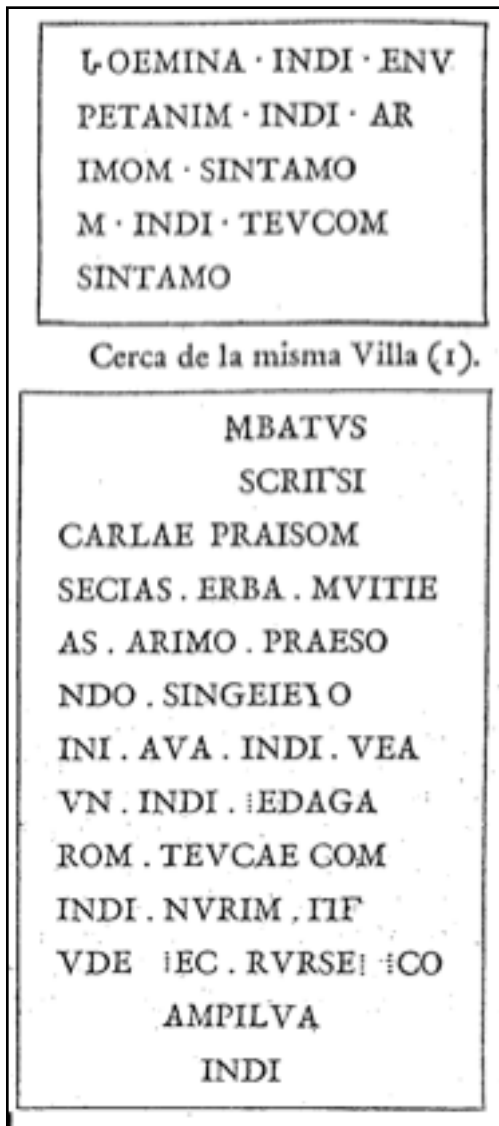 LOEMINA · INDI · ENV
PETANIM · INDI · AR
IMOM · SINTAMO
M · INDI · TEVCOM
SINTAMO
Cerca de la misma Villa (1).
MBATVS
SCRITSI
CARLAE PRAISOM
SECIAS . ERBA . MVITIE
AS . ARIMO . PRAESO
NDO . SINGEIE O
INI . AVA . INDI . VEA
VN . INDI . EDAGA
ROM . TEVCAE COM
INDI . NVRIM .
VDE EC . RVRSE CO
AMPILVA
INDI